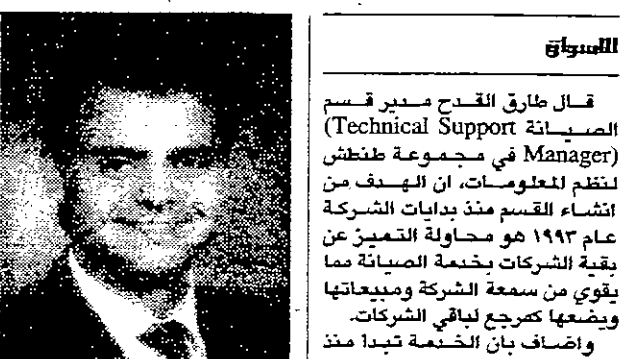 الاسواق
قال طارق القدح مدير قسم
الصيانة (Technical Support
Manager) في مجموعة طنطش
لنظم المعلومات، ان الهدف من
انشاء القسم منذ بدايات الشركة
عام ١٩٩٣ هو محاولة التميز عن
بقية الشركات بخدمة الصيانة مما
يقوي من سمعة الشركة ومبيعاتها
ويضعها كمرجع لباقي الشركات.
واضاف بان الخدمة تبدا منذ